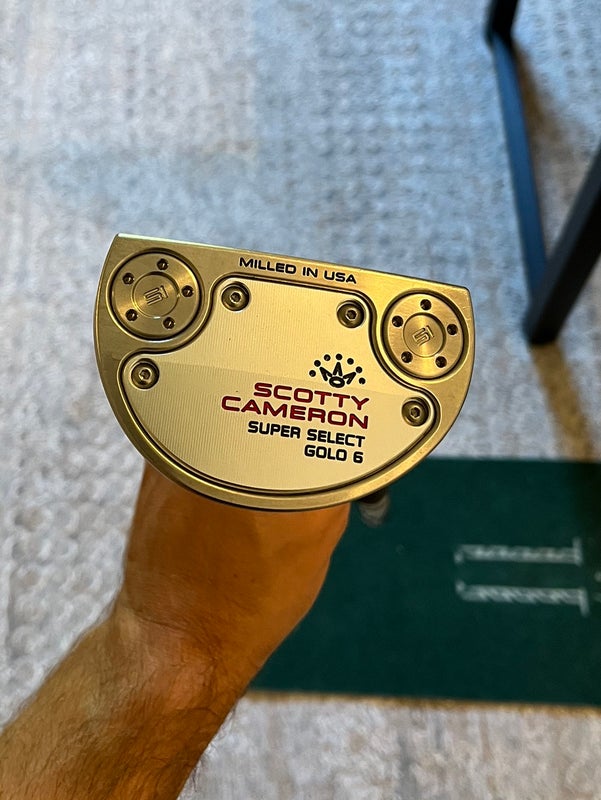 MILLED IN USA
SCOTTY
CAMERON
SUPER SELECT
GOLO 6